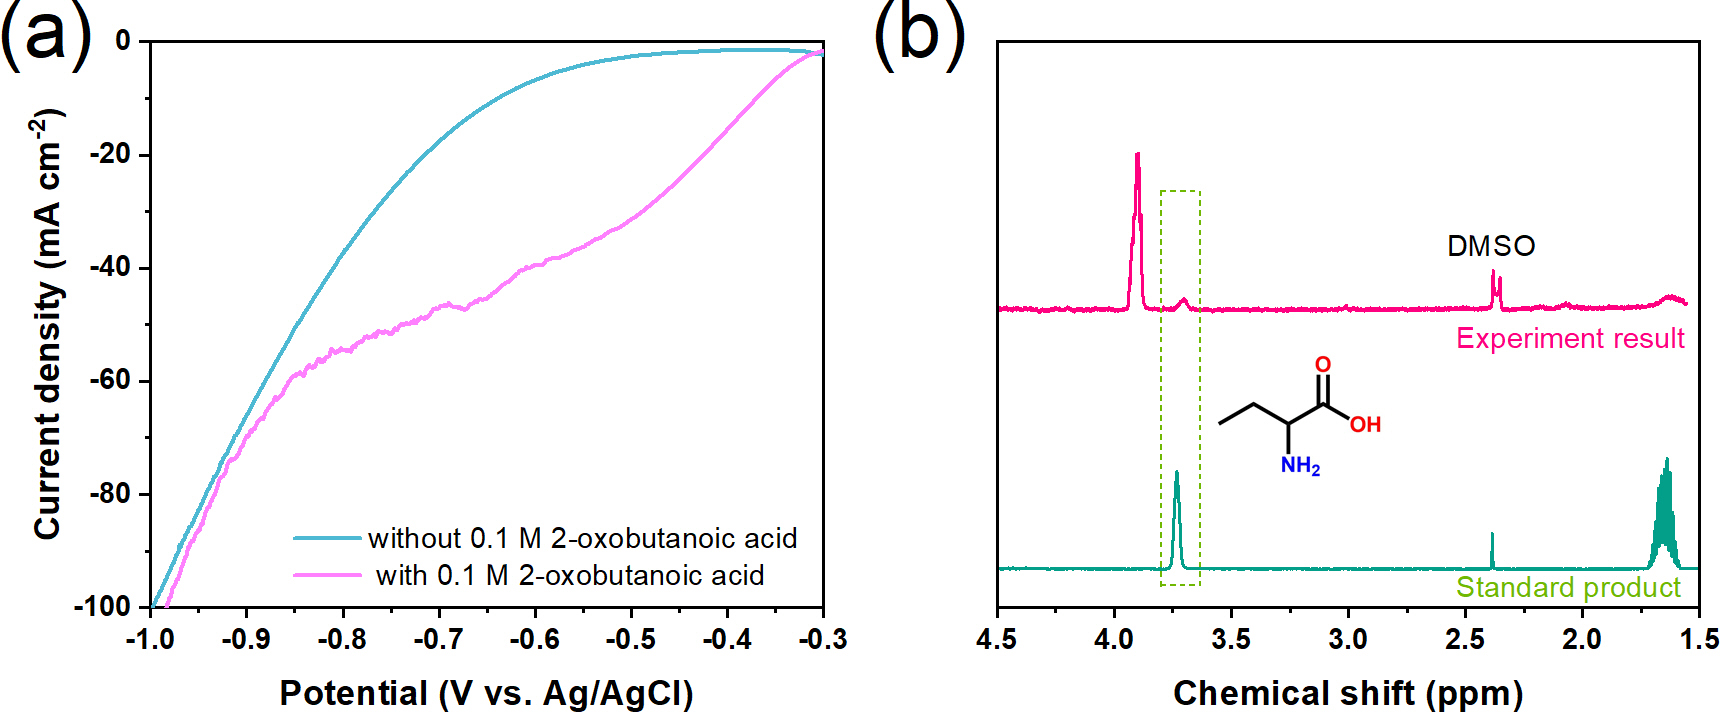 (a)
0
-20
-40
-60
-80
-100
Current density (mA cm-2)
without 0.1 M 2-oxobutanoic acid
with 0.1 M 2-oxobutanoic acid
-1.0 -0.9 -0.8 -0.7 -0.6 -0.5 -0.4 -0.3
Potential (V vs. Ag/AgCl)
(b)
DMSO
Experiment result
O
OH
NH2
Standard product
4.5 4.0 3.5 3.0 2.5 2.0 1.5
Chemical shift (ppm)